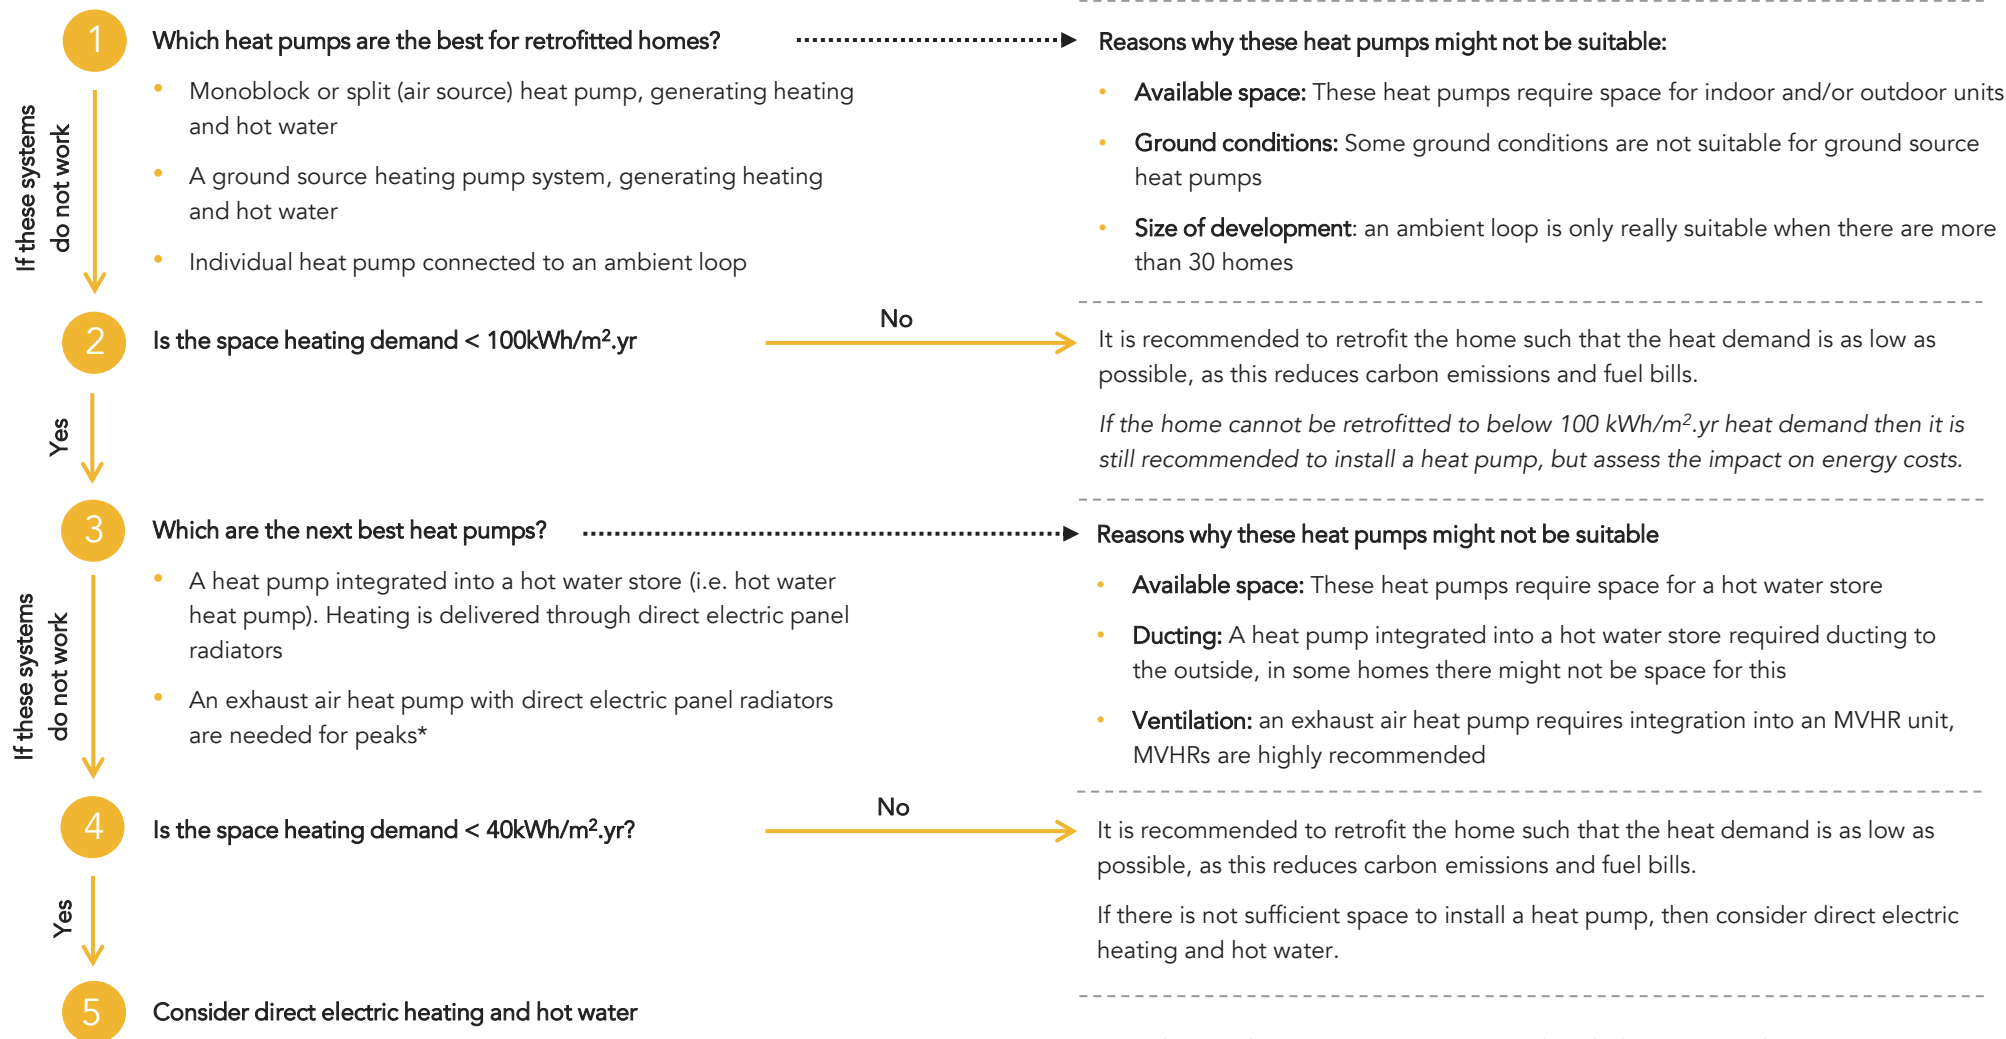 1
Which heat pumps are the best for retrofitted homes?
• Monoblock or split (air source) heat pump, generating heating
and hot water
• A ground source heating pump system, generating heating
and hot water
• Individual heat pump connected to an ambient loop
Reasons why these heat pumps might not be suitable:
• Available space: These heat pumps require space for indoor and/or outdoor units
• Ground conditions: Some ground conditions are not suitable for ground source
heat pumps
• Size of development: an ambient loop is only really suitable when there are more
than 30 homes
If these systems
do not work
2
Is the space heating demand < 100kWh/m².yr
No
It is recommended to retrofit the home such that the heat demand is as low as
possible, as this reduces carbon emissions and fuel bills.
If the home cannot be retrofitted to below 100 kWh/m².yr heat demand then it is
still recommended to install a heat pump, but assess the impact on energy costs.
Yes
3
Which are the next best heat pumps?
• A heat pump integrated into a hot water store (i.e. hot water
heat pump). Heating is delivered through direct electric panel
radiators
• An exhaust air heat pump with direct electric panel radiators
are needed for peaks*
Reasons why these heat pumps might not be suitable
• Available space: These heat pumps require space for a hot water store
• Ducting: A heat pump integrated into a hot water store required ducting to
the outside, in some homes there might not be space for this
• Ventilation: an exhaust air heat pump requires integration into an MVHR unit,
MVHRs are highly recommended
If these systems
do not work
4
Is the space heating demand < 40kWh/m².yr?
No
It is recommended to retrofit the home such that the heat demand is as low as
possible, as this reduces carbon emissions and fuel bills.
If there is not sufficient space to install a heat pump, then consider direct electric
heating and hot water.
Yes
5
Consider direct electric heating and hot water